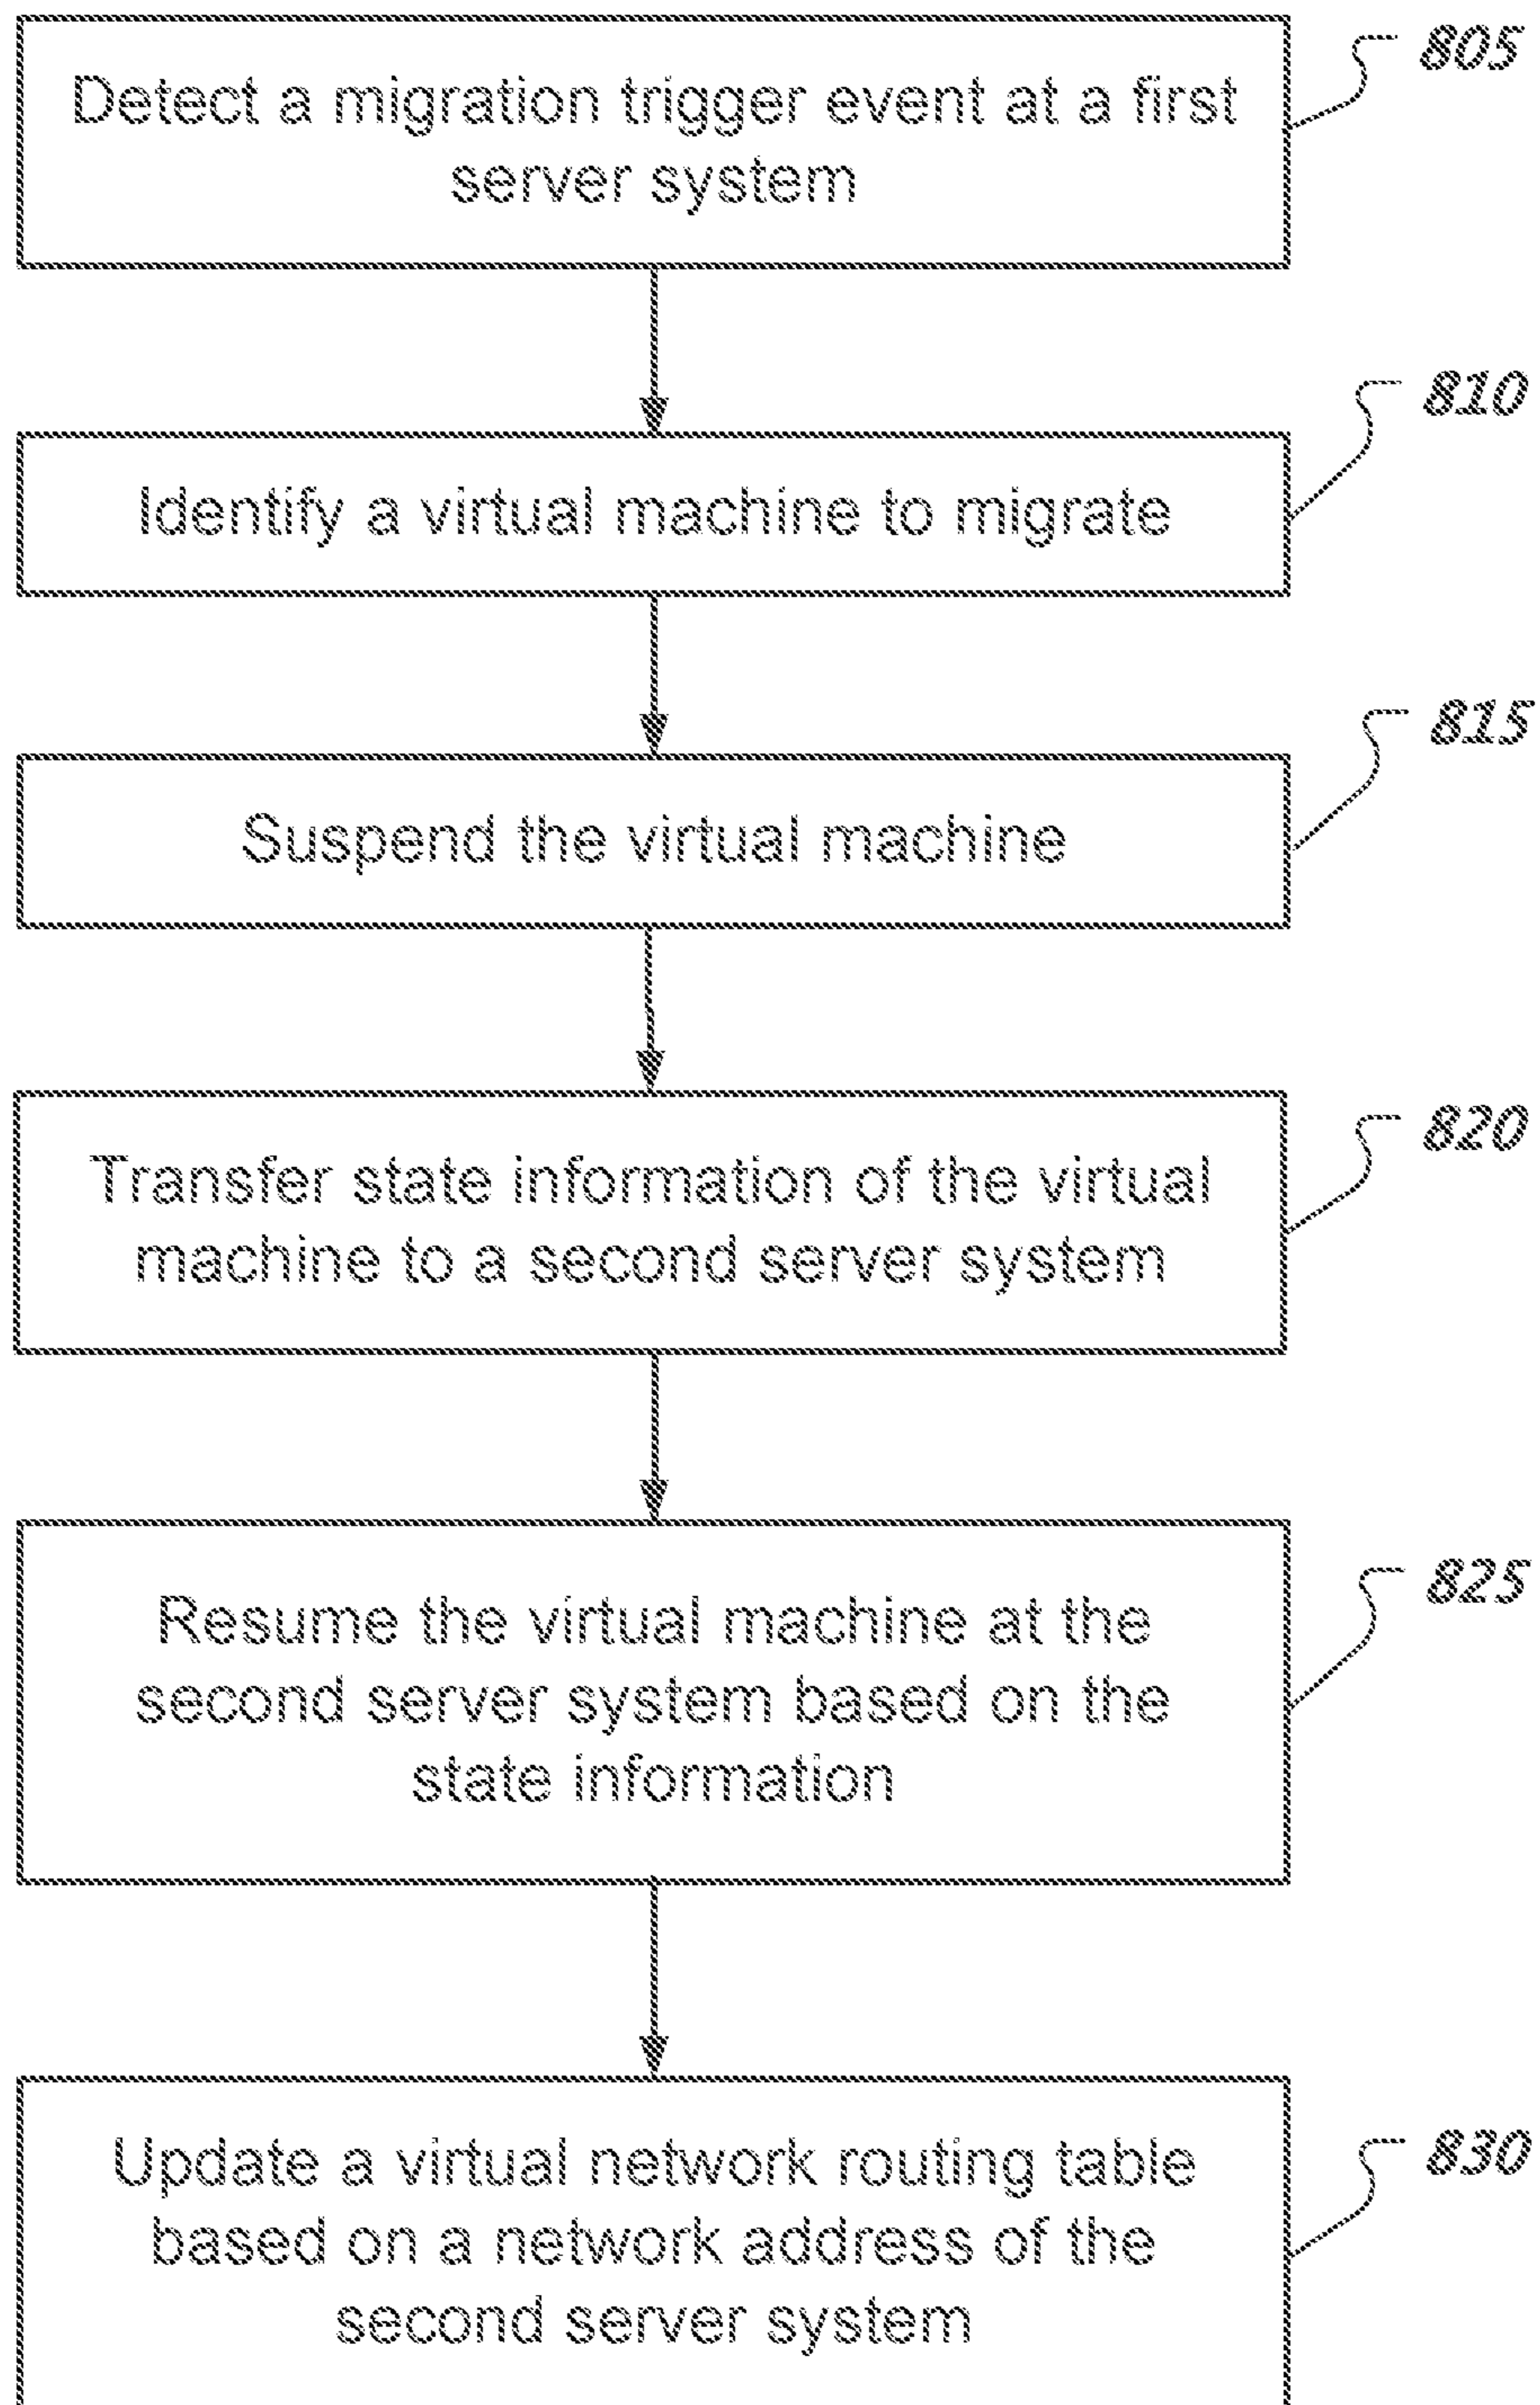 Detect a migration trigger event at a first
server system
805
Identify a virtual machine to migrate
810
Suspend the virtual machine
815
Transfer state information of the virtual
machine to a second server system
820
Resume the virtual machine at the
second server system based on the
state information
825
Update a virtual network routing table
based on a network address of the
second server system
830